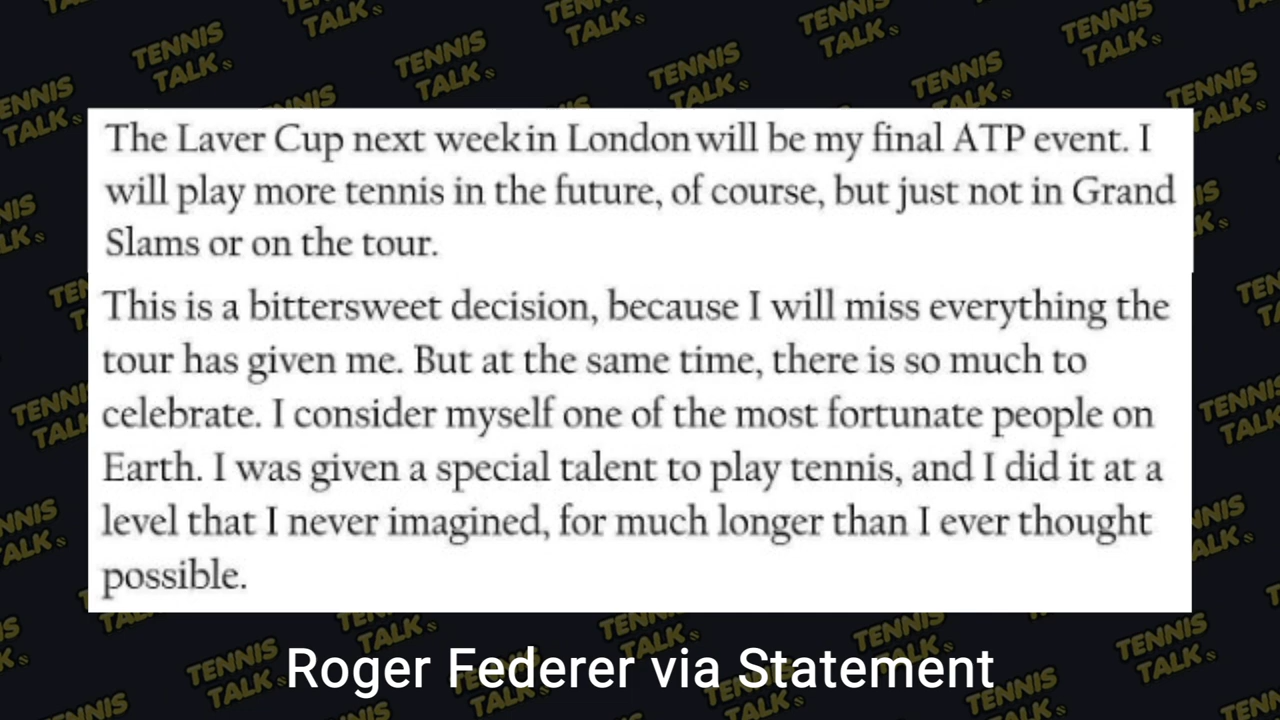 The Laver Cup next week in London will be my final ATP event. I
will play more tennis in the future, of course, but just not in Grand
Slams or on the tour.
This is a bittersweet decision, because I will miss everything the
tour has given me. But at the same time, there is so much to
celebrate. I consider myself one of the most fortunate people on
Earth. I was given a special talent to play tennis, and I did it at a
level that I never imagined, for much longer than I ever thought
possible.
Roger Federer via Statement
TENNIS
TALK